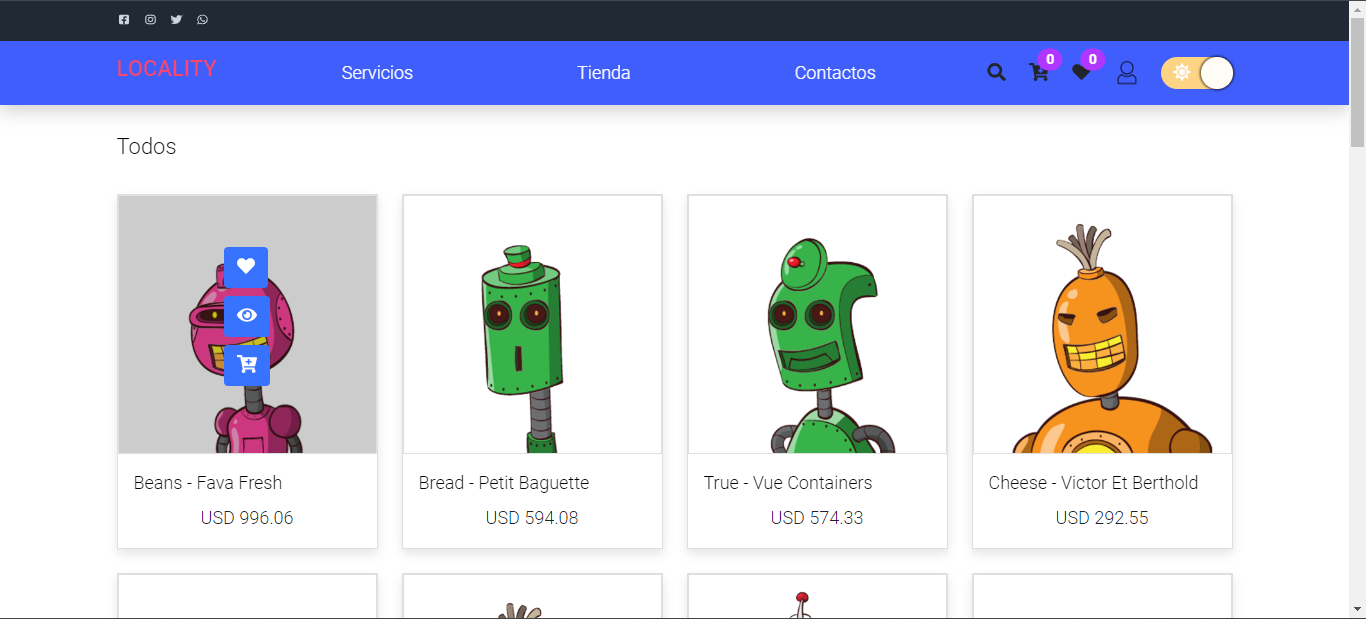 LOCALITY
Servicios
Tienda
Contactos
0
0
Todos
Beans - Fava Fresh
USD 996.06
Bread - Petit Baguette
USD 594.08
True - Vue Containers
USD 574.33
Cheese - Victor Et Berthold
USD 292.55